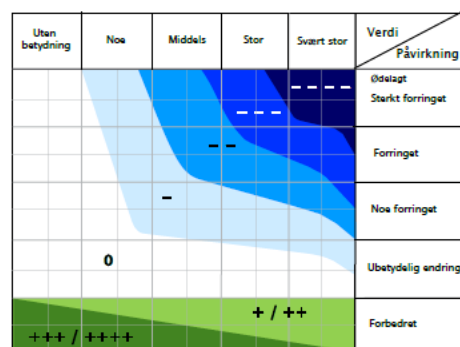 Uten
betydning
Noe
Middels
Stor
Svært stor
Verdi
Påvirkning
Ødelagt
Sterkt forringet
- - - -
- - -
- -
Forringet
-
Noe forringet
0
Ubetydelig endring
+ / ++
Forbedret
+++ / ++++